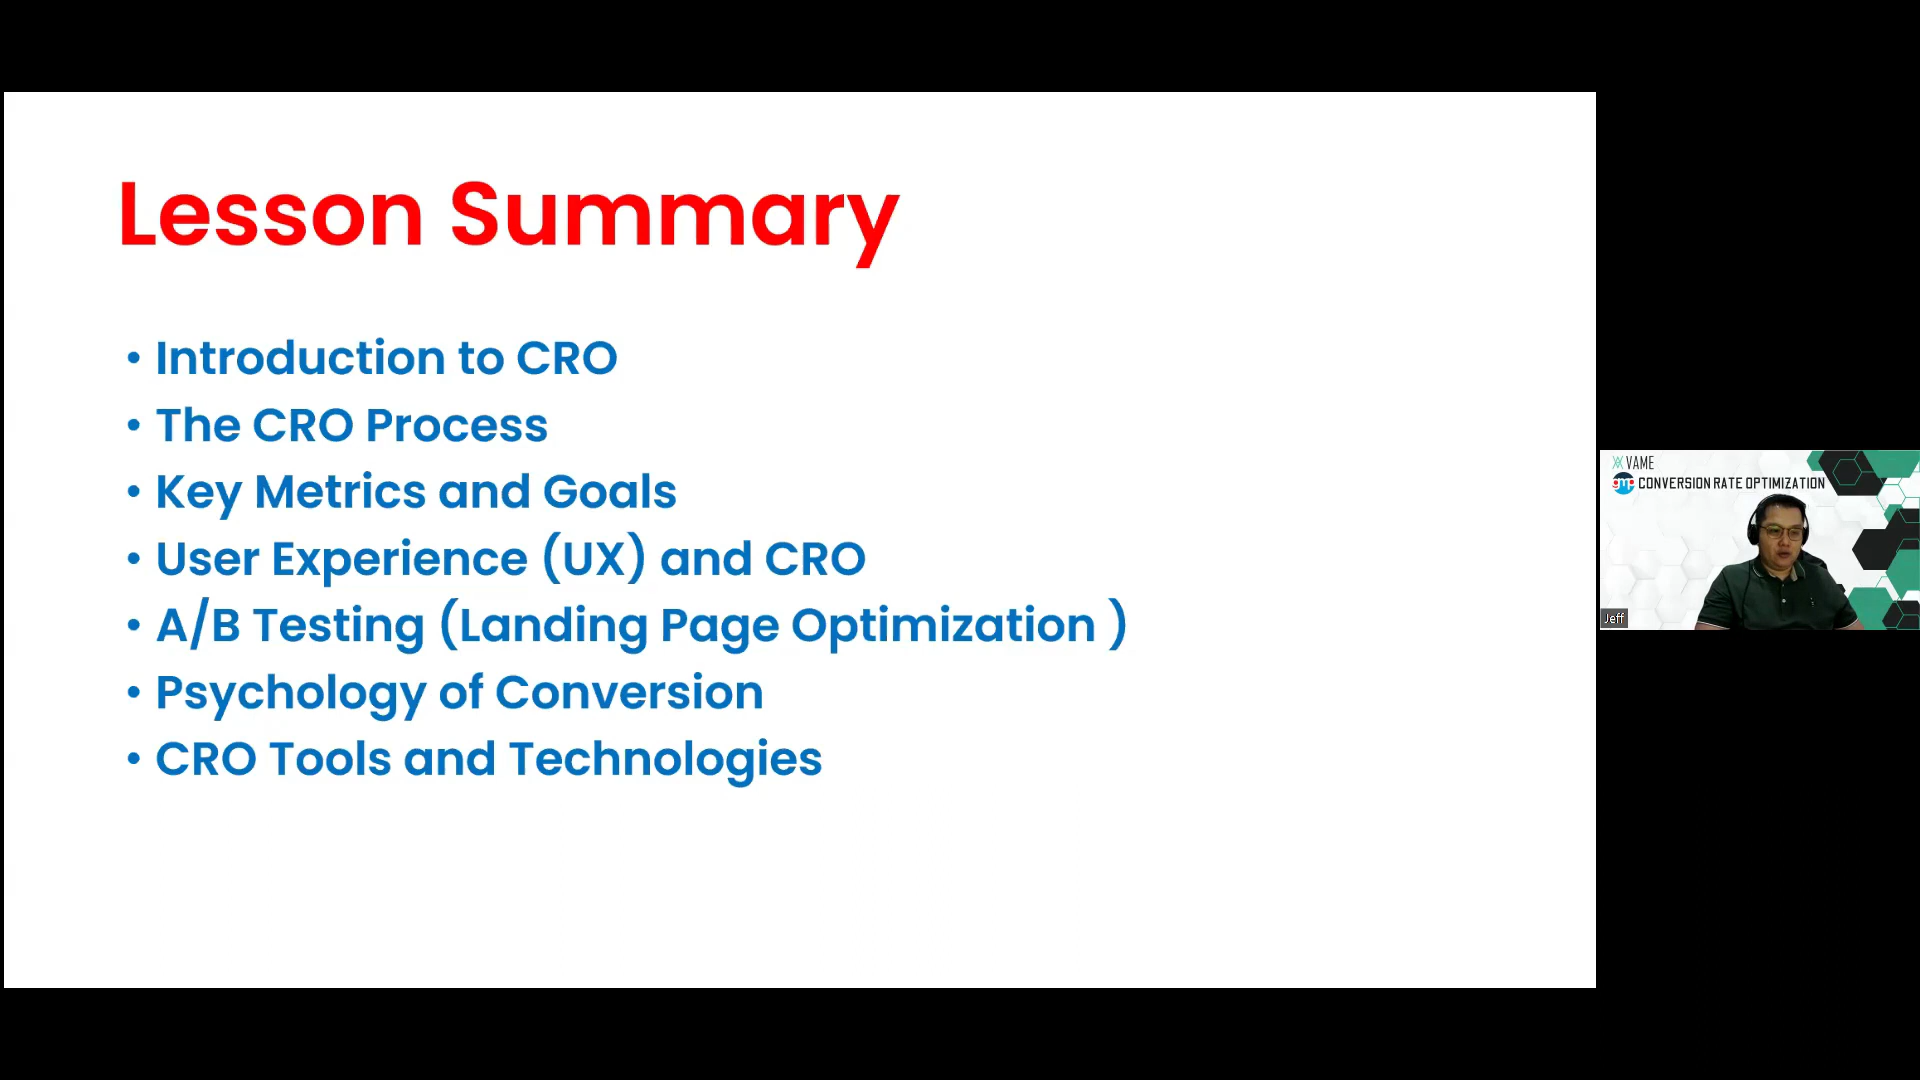 Lesson Summary
• Introduction to CRO
• The CRO Process
• Key Metrics and Goals
• User Experience (UX) and CRO
• A/B Testing (Landing Page Optimization )
• Psychology of Conversion
• CRO Tools and Technologies
VAME
gmp CONVERSION RATE OPTIMIZATION
Jeff